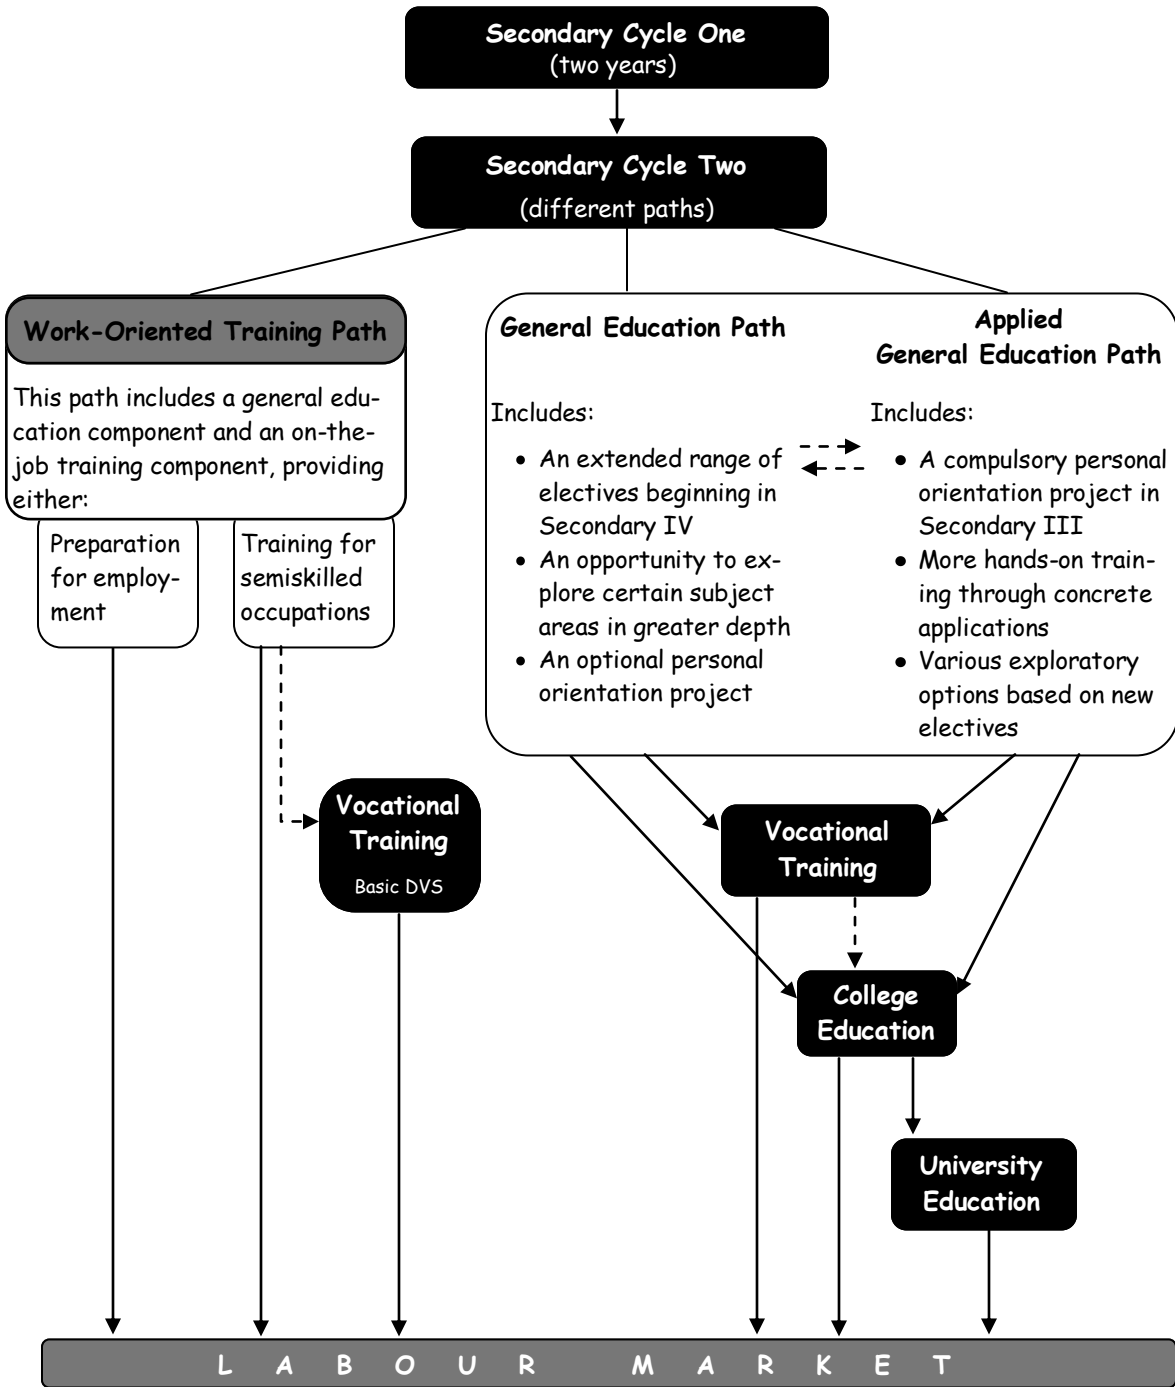 Secondary Cycle One
(two years)
Secondary Cycle Two
(different paths)
Work-Oriented Training Path
This path includes a general edu-
cation component and an on-the-
job training component, providing
either:
Preparation
for employ-
ment
Training for
semiskilled
occupations
Vocational
Training
Basic DVS
General Education Path
Includes:
• An extended range of
electives beginning in
Secondary IV
• An opportunity to ex-
plore certain subject
areas in greater depth
• An optional personal
orientation project
Applied
General Education Path
Includes:
• A compulsory personal
orientation project in
Secondary III
• More hands-on train-
ing through concrete
applications
• Various exploratory
options based on new
electives
Vocational
Training
College
Education
University
Education
LABOUR MARKET